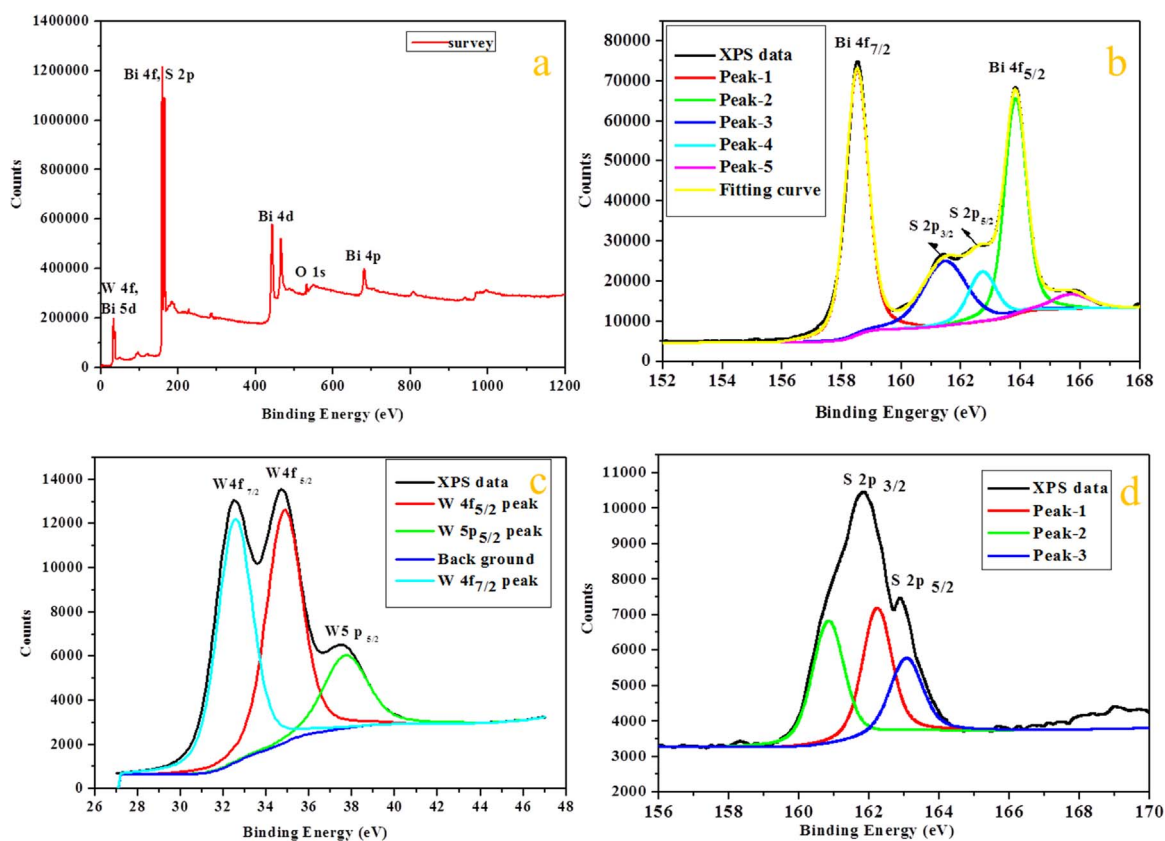 1400000
1200000
1000000
800000
600000
400000
200000
0
0 200 400 600 800 1000 1200
Counts
Binding Energy (eV)
survey
a
Bi 4f, S 2p
W 4f,
Bi 5d
Bi 4d
O 1s
Bi 4p
80000
70000
60000
50000
40000
30000
20000
10000
0
152 154 156 158 160 162 164 166 168
Counts
Binding Engergy (eV)
XPS data
Peak-1
Peak-2
Peak-3
Peak-4
Peak-5
Fitting curve
b
Bi 4f7/2
Bi 4f5/2
S 2p3/2
S 2p5/2
14000
12000
10000
8000
6000
4000
2000
0
26 28 30 32 34 36 38 40 42 44 46 48
Counts
Binding Energy (eV)
W4f 7/2
W4f 5/2
W5 p 5/2
XPS data
W 4f5/2 peak
W 5p5/2 peak
Back ground
W 4f7/2 peak
c
11000
10000
9000
8000
7000
6000
5000
4000
3000
2000
156 158 160 162 164 166 168 170
Counts
Binding Energy (eV)
S 2p 3/2
S 2p 5/2
XPS data
Peak-1
Peak-2
Peak-3
d